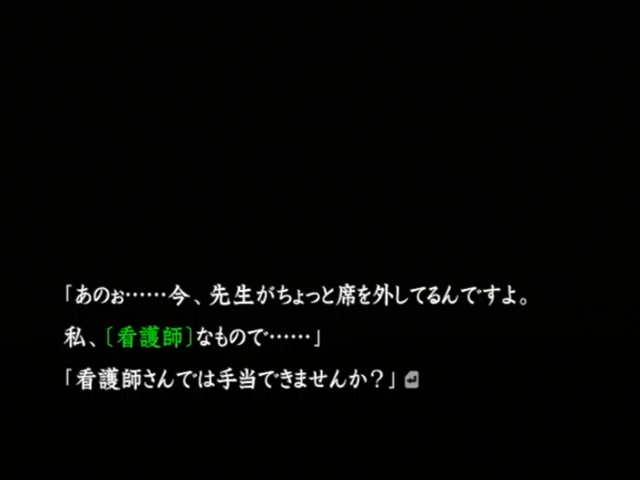 「あのぉ……今、先生がちょっと席を外してるんですよ。
私、〔看護師〕なもので……」
「看護師さんでは手当できませんか？」